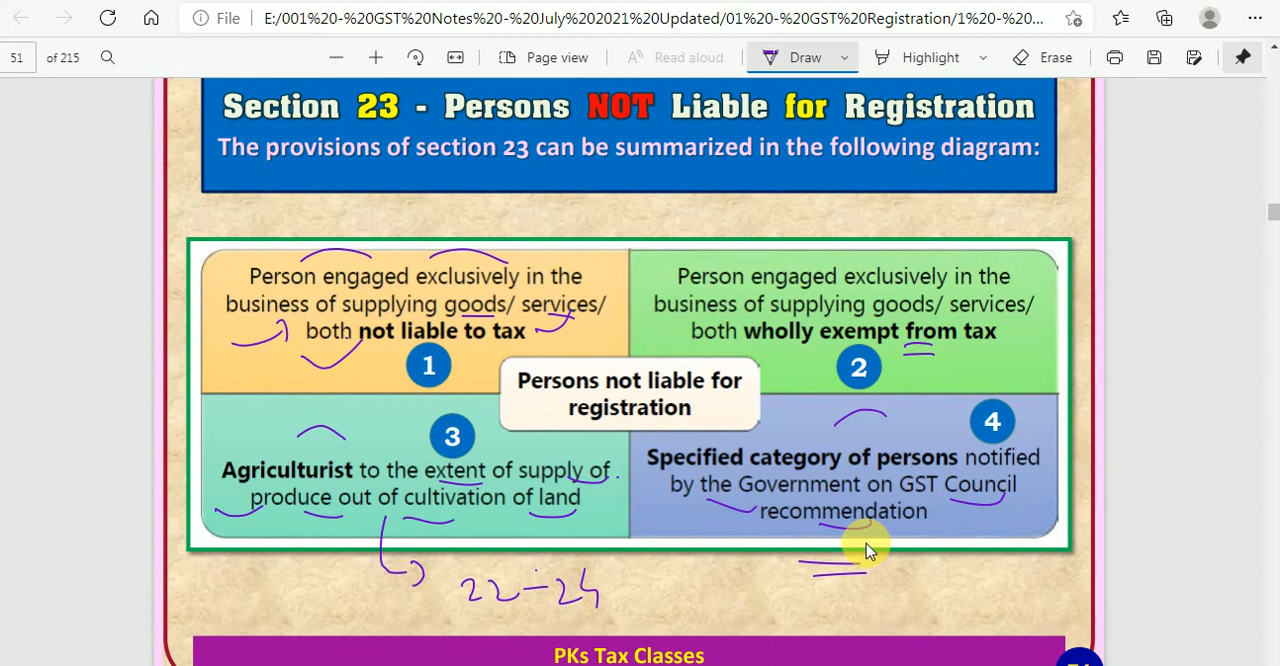 File
E:/001%20-%20GST%20Notes%20-%20July%202021%20Updated/01%20-%20GST%20Registration/1%20-%20...
51
of 215
Page view
Read aloud
Draw
Highlight
Erase
Section 23 - Persons NOT Liable for Registration
The provisions of section 23 can be summarized in the following diagram:
Person engaged exclusively in the
business of supplying goods/ services/
both not liable to tax
1
Person engaged exclusively in the
business of supplying goods/ services/
both wholly exempt from tax
2
Persons not liable for
registration
3
Agriculturist to the extent of supply of
produce out of cultivation of land
4
Specified category of persons notified
by the Government on GST Council
recommendation
22-24
PKs Tax Classes